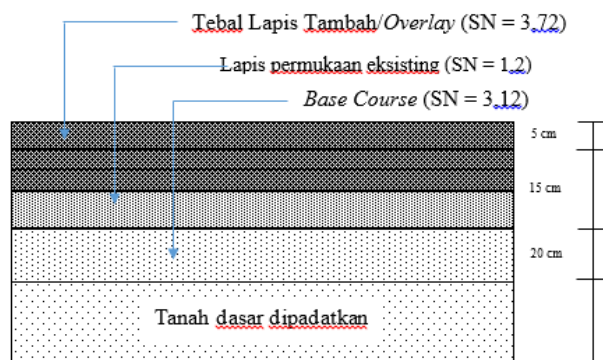 Tebal Lapis Tambah/Overlay (SN = 3,72)
Lapis permukaan eksisting (SN = 1,2)
Base Course (SN = 3,12)
5 cm
15 cm
20 cm
Tanah dasar dipadatkan